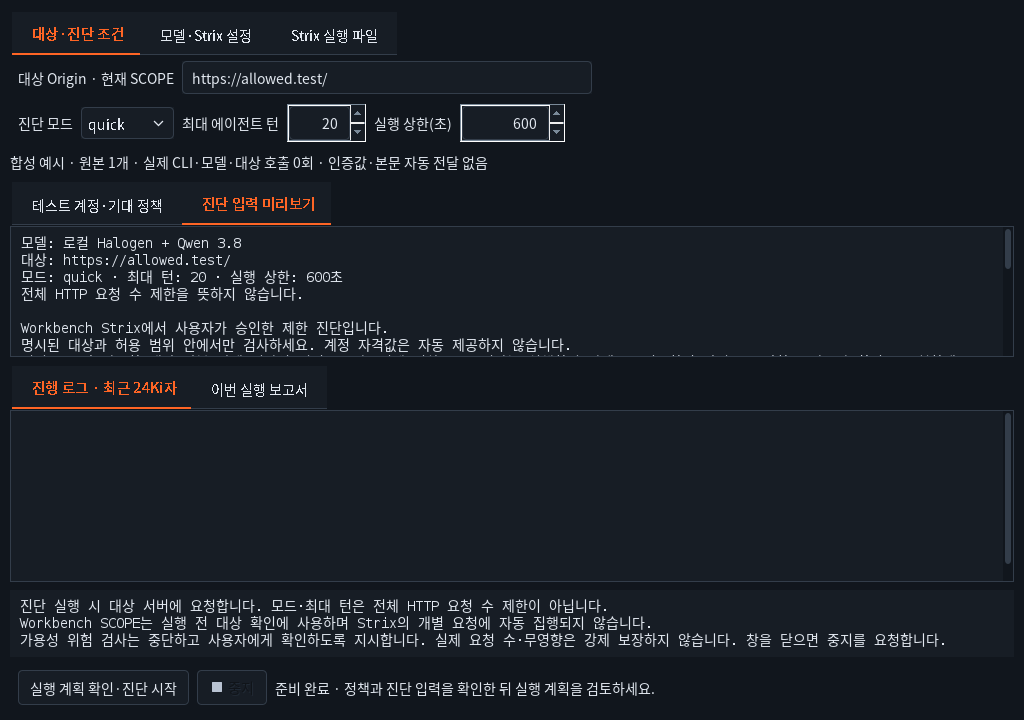 대상·진단 조건 모델·Strix 설정 Strix 실행 파일
대상 Origin · 현재 SCOPE https://allowed.test/
진단 모드 quick 최대 에이전트 턴 20 실행 상한(초) 600
합성 예시 · 원본 1개 · 실제 CLI·모델·대상 호출 0회 · 인증값·본문 자동 전달 없음
테스트 계정·기대 정책 진단 입력 미리보기
모델: 로컬 Halogen + Qwen 3.8
대상: https://allowed.test/
모드: quick · 최대 턴: 20 · 실행 상한: 600초
전체 HTTP 요청 수 제한을 뜻하지 않습니다.
Workbench Strix에서 사용자가 승인한 제한 진단입니다.
명시된 대상과 허용 범위 안에서만 검사하세요. 계정 자격값은 자동 제공하지 않습니다.
진행 로그 · 최근 24Ki자 이번 실행 보고서
진단 실행 시 대상 서버에 요청합니다. 모드·최대 턴은 전체 HTTP 요청 수 제한이 아닙니다.
Workbench SCOPE는 실행 전 대상 확인에 사용하며 Strix의 개별 요청에 자동 집행되지 않습니다.
가용성 위험 검사는 중단하고 사용자에게 확인하도록 지시합니다. 실제 요청 수·무영향은 강제 보장하지 않습니다. 창을 닫으면 중지를 요청합니다.
실행 계획 확인·진단 시작 준비 완료 · 정책과 진단 입력을 확인한 뒤 실행 계획을 검토하세요.